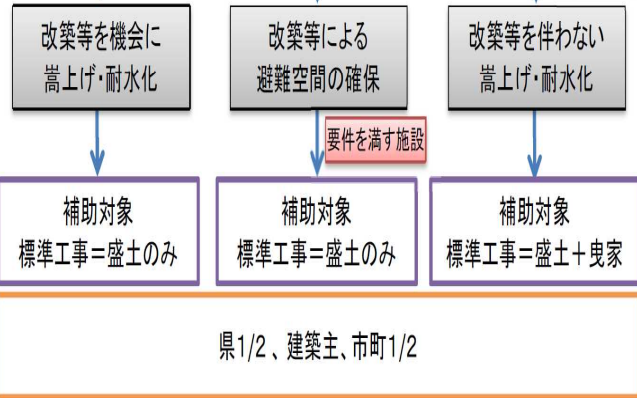 改築等を機会に
嵩上げ・耐水化
改築等による
避難空間の確保
改築等を伴わない
嵩上げ・耐水化
要件を満す施設
補助対象
標準工事＝盛土のみ
補助対象
標準工事＝盛土のみ
補助対象
標準工事＝盛土＋曳家
県1/2 、建築主、市町1/2